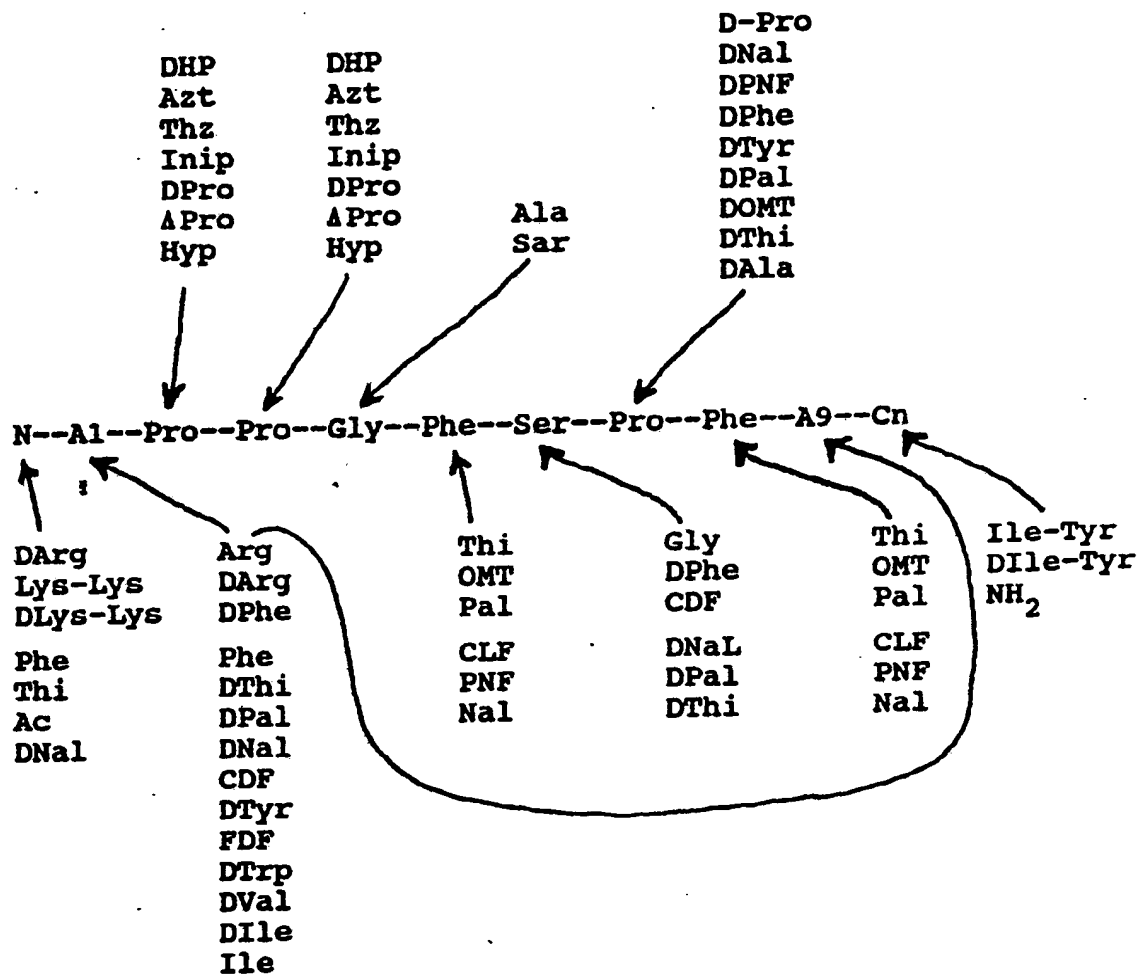 D-Pro
DNal
DPNF
DPhe
DTyr
DPal
DOMT
DThi
DAla
DHP
Azt
Thz
Inip
DPro
ΔPro
Hyp
DHP
Azt
Thz
Inip
DPro
ΔPro
Hyp
Ala
Sar
N--A1--Pro--Pro--Gly--Phe--Ser--Pro--Phe--A9--Cn
DArg
Lys-Lys
DLys-Lys
Phe
Thi
Ac
DNal
Arg
DArg
DPhe
Phe
DThi
DPal
DNal
CDF
DTyr
FDF
DTrp
DVal
DIle
Ile
Thi
OMT
Pal
CLF
PNF
Nal
Gly
DPhe
CDF
DNaL
DPal
DThi
Thi
OMT
Pal
CLF
PNF
Nal
Ile-Tyr
DIle-Tyr
NH2